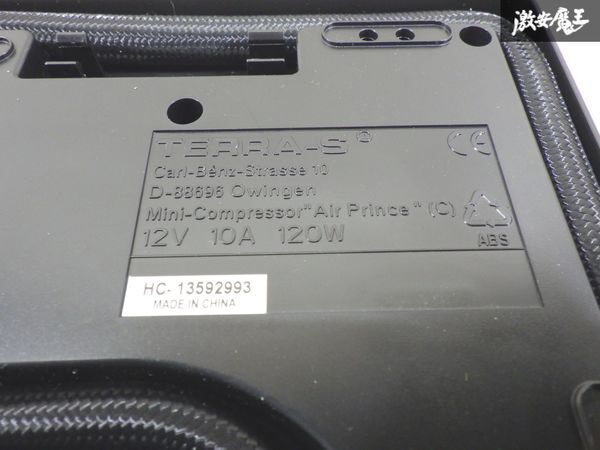 激安魔王
TERRA-S®
CE
Carl-Benz-Strasse 10
D-88696 Owingen
Mini-Compressor "Air Prince" (C)
12V 10A 120W
ABS
HC- 13592993
MADE IN CHINA